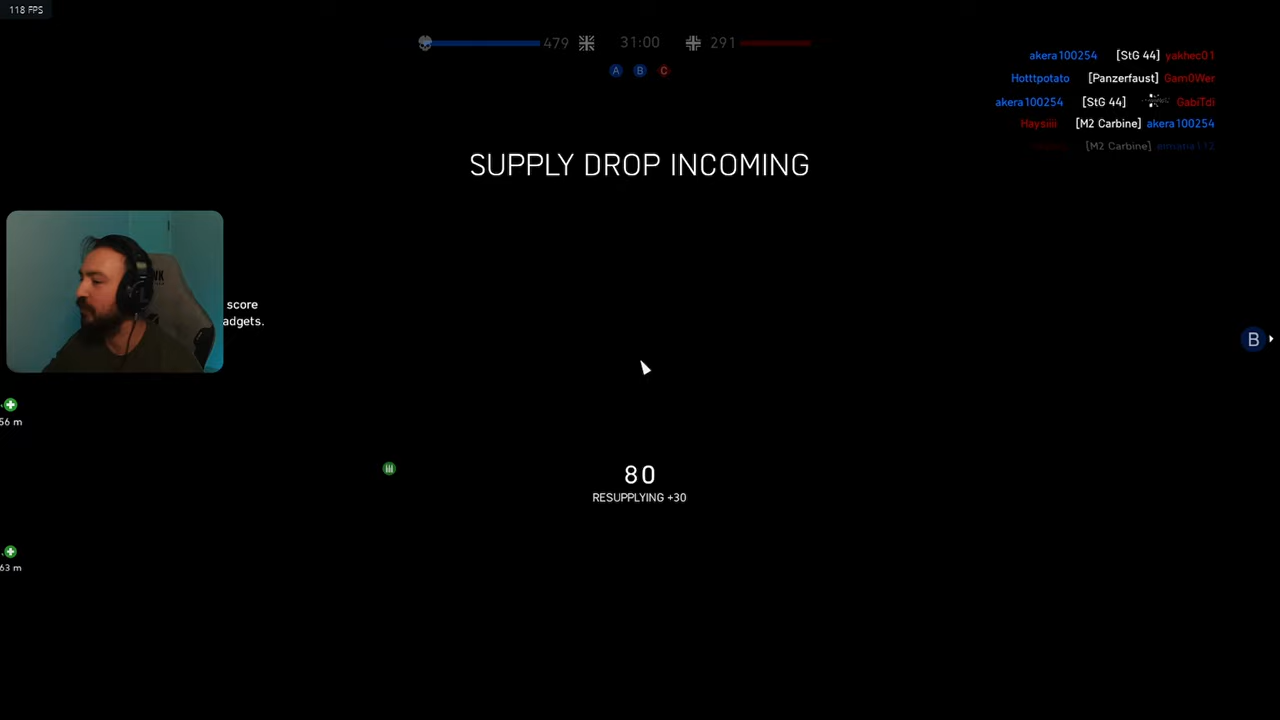 118 FPS
479 31:00 291
A B C
akera100254 [StG 44] yakhec01
Hotttpotato [Panzerfaust] Gam0Wer
akera100254 [StG 44] GabiTdi
Haysiiii [M2 Carbine] akera100254
[M2 Carbine]
SUPPLY DROP INCOMING
score
adgets.
B
56 m
80
RESUPPLYING +30
63 m